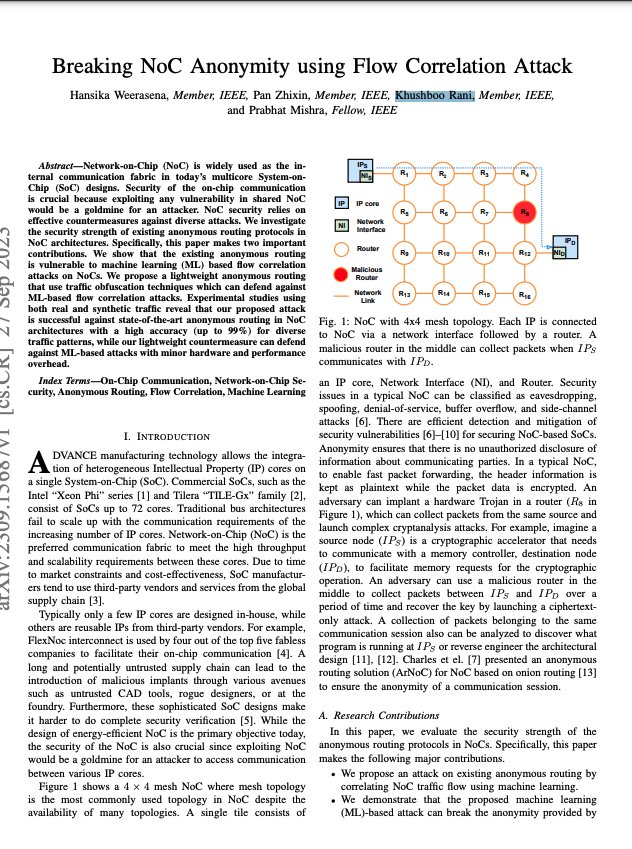 Breaking NoC Anonymity using Flow Correlation Attack
Hansika Weerasena, Member, IEEE, Pan Zhixin, Member, IEEE, Khushboo Rani, Member, IEEE,
and Prabhat Mishra, Fellow, IEEE
arXiv:2309.15687v1 [cs.CR] 27 Sep 2023
Abstract—Network-on-Chip (NoC) is widely used as the in-
ternal communication fabric in today's multicore System-on-
Chip (SoC) designs. Security of the on-chip communication
is crucial because exploiting any vulnerability in shared NoC
would be a goldmine for an attacker. NoC security relies on
effective countermeasures against diverse attacks. We investigate
the security strength of existing anonymous routing protocols in
NoC architectures. Specifically, this paper makes two important
contributions. We show that the existing anonymous routing
is vulnerable to machine learning (ML) based flow correlation
attacks on NoCs. We propose a lightweight anonymous routing
that use traffic obfuscation techniques which can defend against
ML-based flow correlation attacks. Experimental studies using
both real and synthetic traffic reveal that our proposed attack
is successful against state-of-the-art anonymous routing in NoC
architectures with a high accuracy (up to 99%) for diverse
traffic patterns, while our lightweight countermeasure can defend
against ML-based attacks with minor hardware and performance
overhead.
Index Terms—On-Chip Communication, Network-on-Chip Se-
curity, Anonymous Routing, Flow Correlation, Machine Learning
I. INTRODUCTION
ADVANCE manufacturing technology allows the integra-
tion of heterogeneous Intellectual Property (IP) cores on
a single System-on-Chip (SoC). Commercial SoCs, such as the
Intel “Xeon Phi” series [1] and Tilera “TILE-Gx” family [2],
consist of SoCs up to 72 cores. Traditional bus architectures
fail to scale up with the communication requirements of the
increasing number of IP cores. Network-on-Chip (NoC) is the
preferred communication fabric to meet the high throughput
and scalability requirements between these cores. Due to time
to market constraints and cost-effectiveness, SoC manufactur-
ers tend to use third-party vendors and services from the global
supply chain [3].
Typically only a few IP cores are designed in-house, while
others are reusable IPs from third-party vendors. For example,
FlexNoc interconnect is used by four out of the top five fabless
companies to facilitate their on-chip communication [4]. A
long and potentially untrusted supply chain can lead to the
introduction of malicious implants through various avenues
such as untrusted CAD tools, rogue designers, or at the
foundry. Furthermore, these sophisticated SoC designs make
it harder to do complete security verification [5]. While the
design of energy-efficient NoC is the primary objective today,
the security of the NoC is also crucial since exploiting NoC
would be a goldmine for an attacker to access communication
between various IP cores.
Figure 1 shows a 4 × 4 mesh NoC where mesh topology
is the most commonly used topology in NoC despite the
availability of many topologies. A single tile consists of
IPS
NIS
R1 R2 R3 R4
IP IP core
R5 R6 R7 R8
NI Network
Interface
IPD
NID
Router
R9 R10 R11 R12
Malicious
Router
Network
Link
R13 R14 R15 R16
Fig. 1: NoC with 4x4 mesh topology. Each IP is connected
to NoC via a network interface followed by a router. A
malicious router in the middle can collect packets when IPS
communicates with IPD.
an IP core, Network Interface (NI), and Router. Security
issues in a typical NoC can be classified as eavesdropping,
spoofing, denial-of-service, buffer overflow, and side-channel
attacks [6]. There are efficient detection and mitigation of
security vulnerabilities [6]–[10] for securing NoC-based SoCs.
Anonymity ensures that there is no unauthorized disclosure of
information about communicating parties. In a typical NoC,
to enable fast packet forwarding, the header information is
kept as plaintext while the packet data is encrypted. An
adversary can implant a hardware Trojan in a router (R8 in
Figure 1), which can collect packets from the same source and
launch complex cryptanalysis attacks. For example, imagine a
source node (IPS) is a cryptographic accelerator that needs
to communicate with a memory controller, destination node
(IPD), to facilitate memory requests for the cryptographic
operation. An adversary can use a malicious router in the
middle to collect packets between IPS and IPD over a
period of time and recover the key by launching a ciphertext-
only attack. A collection of packets belonging to the same
communication session also can be analyzed to discover what
program is running at IPS or reverse engineer the architectural
design [11], [12]. Charles et el. [7] presented an anonymous
routing solution (ArNoC) for NoC based on onion routing [13]
to ensure the anonymity of a communication session.
A. Research Contributions
In this paper, we evaluate the security strength of the
anonymous routing protocols in NoCs. Specifically, this paper
makes the following major contributions.
• We propose an attack on existing anonymous routing by
correlating NoC traffic flow using machine learning.
• We demonstrate that the proposed machine learning
(ML)-based attack can break the anonymity provided by